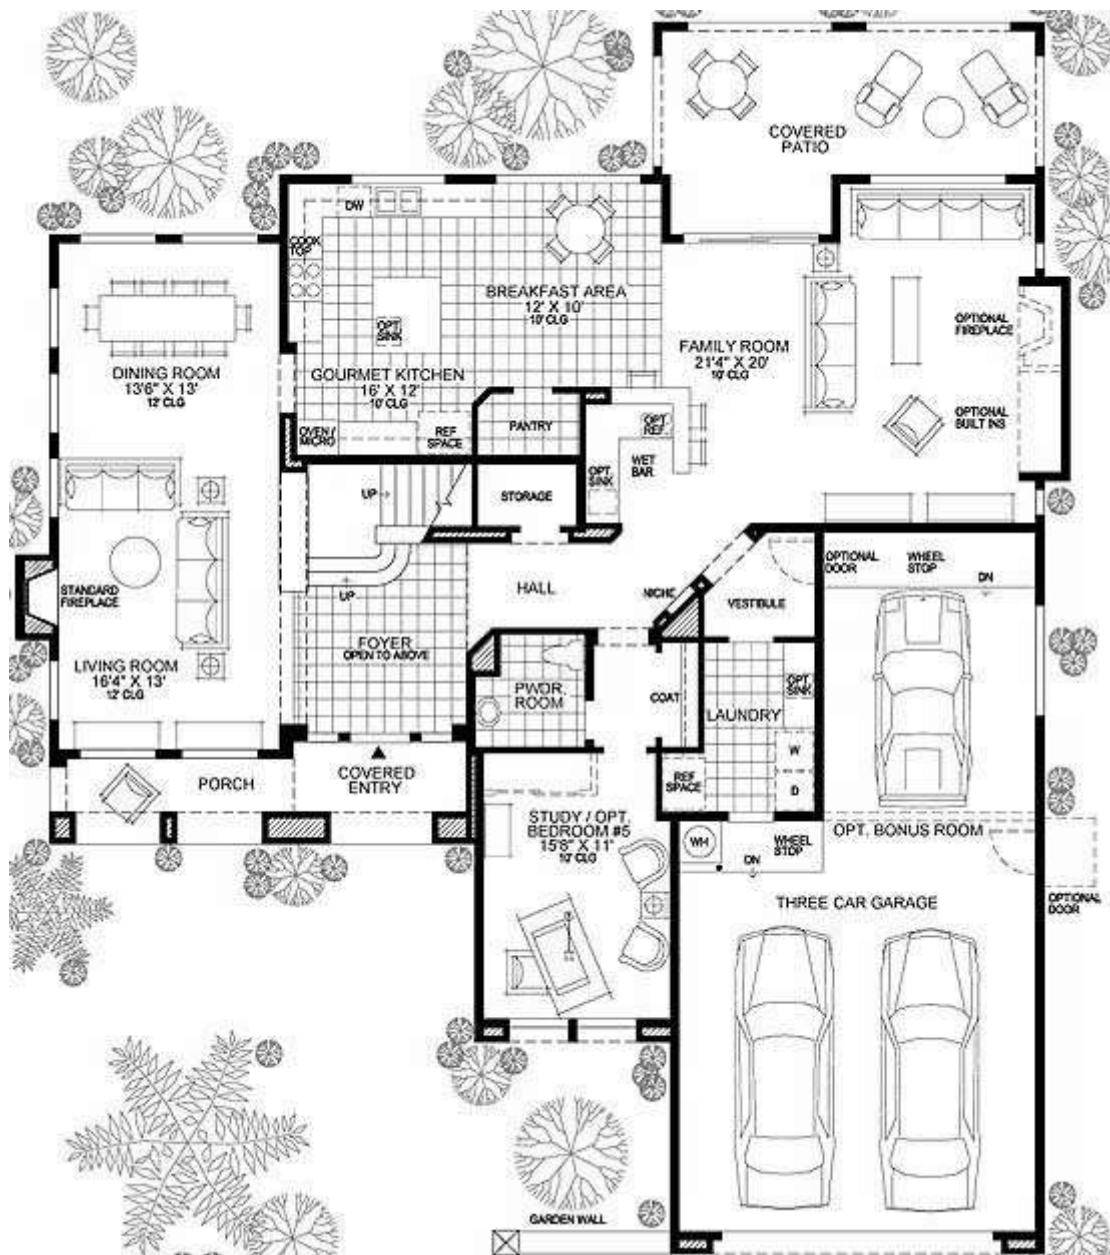 COVERED
PATIO
DW
COOK
TOP
BREAKFAST AREA
12' X 10'
10' CLG
OPT.
SINK
OPTIONAL
FIREPLACE
FAMILY ROOM
21'4" X 20'
10' CLG
DINING ROOM
13'6" X 13'
12' CLG
GOURMET KITCHEN
16' X 12'
10' CLG
OPTIONAL
BUILT INS
OVEN/
MICRO
REF
SPACE
PANTRY
OPT.
REF.
WET
BAR
OPT.
SINK
UP
STORAGE
STANDARD
FIREPLACE
UP
HALL
NICHE
VESTIBULE
OPTIONAL
DOOR
WHEEL
STOP
DN
FOYER
OPEN TO ABOVE
LIVING ROOM
16'4" X 13'
12' CLG
PWDR.
ROOM
COAT
LAUNDRY
OPT.
SINK
W
D
REF
SPACE
PORCH
COVERED
ENTRY
STUDY / OPT.
BEDROOM #5
15'8" X 11'
10' CLG
WH
DN
WHEEL
STOP
OPT. BONUS ROOM
THREE CAR GARAGE
OPTIONAL
DOOR
GARDEN WALL